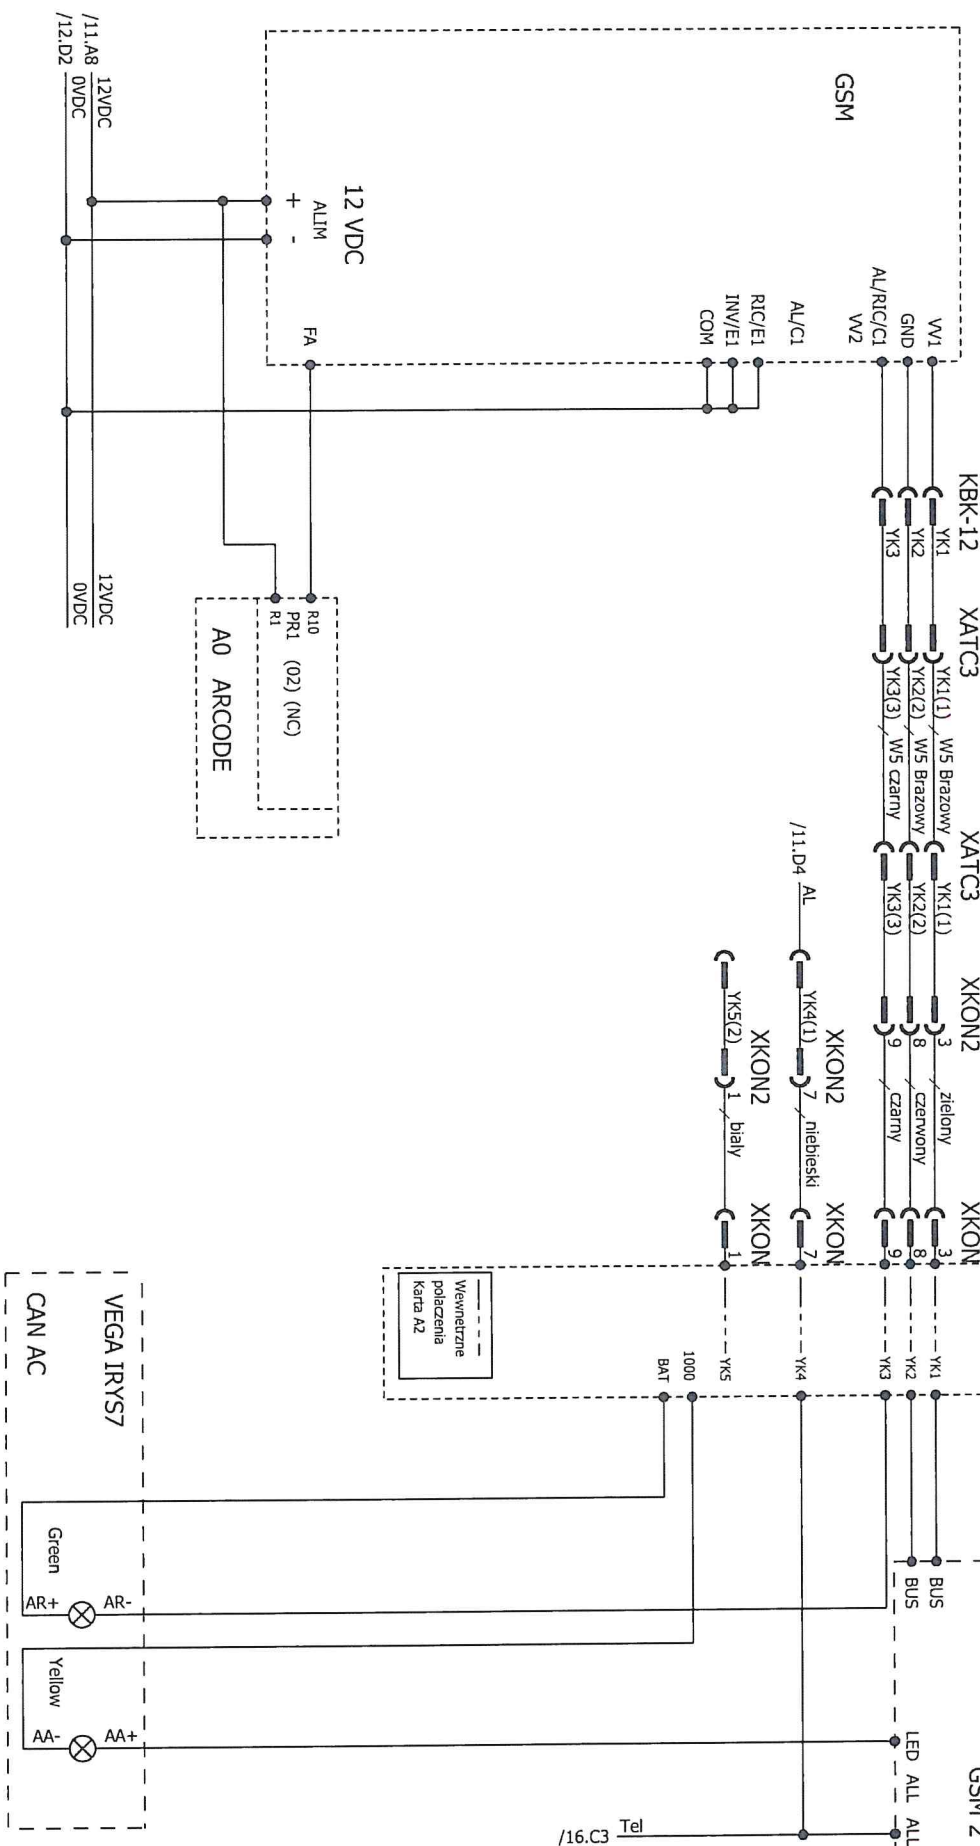 /11.A8
/12.D2
12VDC
0VDC
GSM
12 VDC
ALIM
+
-
FA
COM
INV/E1
RIC/E1
AL/C1
AL/RIC/C1
VV2
GND
VV1
12VDC
0VDC
A0 ARCODE
PR1 (02) (NC)
R10
R1
KBK-12
XATC3
XATC3
XKON2
XKON
YK1
YK2
YK3
YK1(1)
YK2(2)
YK3(3)
W5 Brazowy
W5 Brazowy
W5 czarny
YK1(1)
YK2(2)
YK3(3)
3
8
9
zielony
czerwony
czarny
3
8
9
/11.D4
AL
YK4(1)
XKON2
7
niebieski
XKON
7
YK5(2)
XKON2
1
bialy
XKON
1
YK1
YK2
YK3
YK4
YK5
1000
BAT
Wewnetrzne
polaczenia
Karta A2
VEGA IRYS7
CAN AC
Green
AR+
AR-
Yellow
AA-
AA+
BUS
BUS
LED
ALL
ALL
GSM 2
Tel
/16.C3